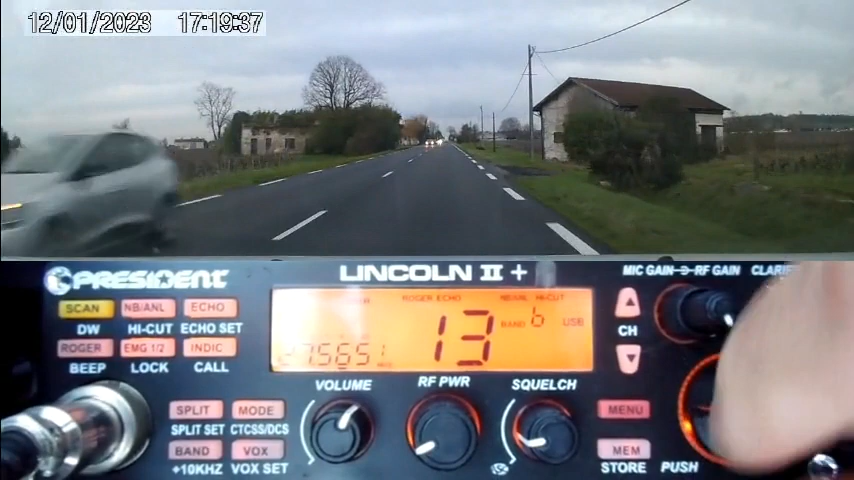 12/01/2023 17:19:37
PRESIDENT LINCOLN II + MIC GAIN RF GAIN CLARI
SCAN NB/ANL ECHO
DW HI-CUT ECHO SET
ROGER EMG 1/2 INDIC
BEEP LOCK CALL
ROGER ECHO NB/ANL HI-CUT
13 BAND b USB
275651
CH
VOLUME RF PWR SQUELCH
SPLIT MODE MENU
SPLIT SET CTCSS/DCS
BAND VOX MEM
+10KHZ VOX SET STORE PUSH